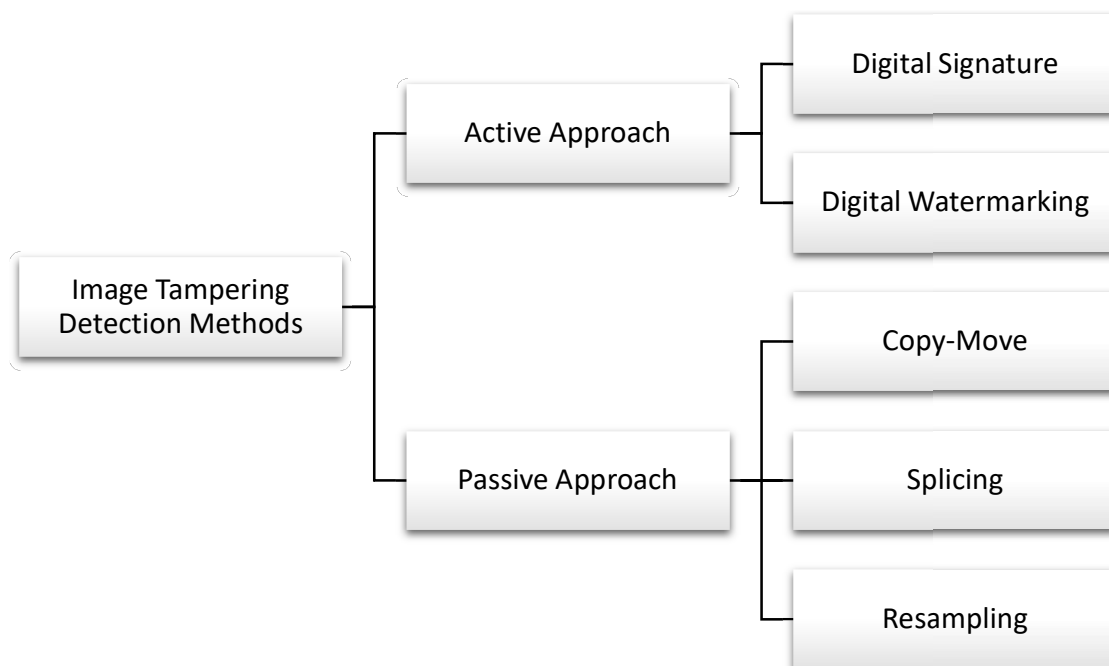 Image Tampering
Detection Methods
Active Approach
Digital Signature
Digital Watermarking
Passive Approach
Copy-Move
Splicing
Resampling